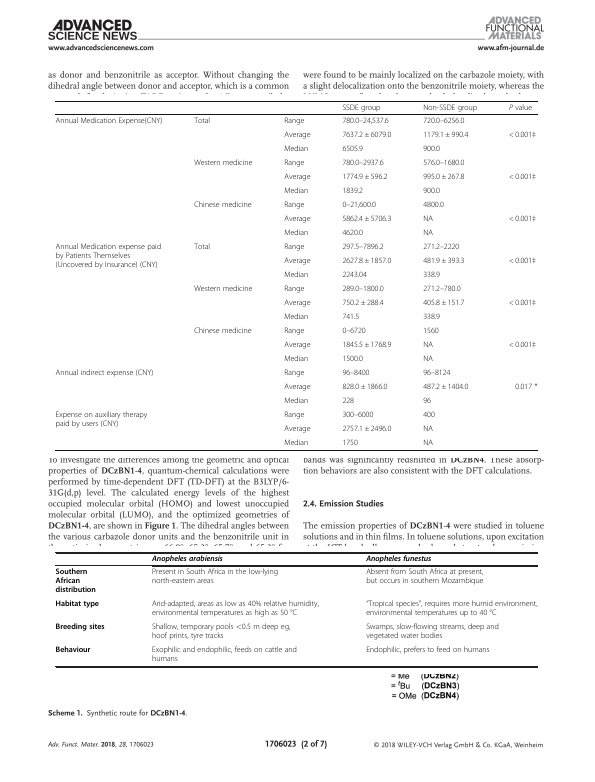 ADVANCED
SCIENCE NEWS
www.advancedsciencenews.com
ADVANCED
FUNCTIONAL
MATERIALS
www.afm-journal.de
as donor and benzonitrile as acceptor. Without changing the
dihedral angle between donor and acceptor, which is a common
were found to be mainly localized on the carbazole moiety, with
a slight delocalization onto the benzonitrile moiety, whereas the
SSDE group Non-SSDE group P value
Annual Medication Expense(CNY) Total Range 780.0–24,537.6 720.0–6256.0
Average 7637.2 ± 6079.0 1179.1 ± 990.4 < 0.001‡
Median 6505.9 900.0
Western medicine Range 780.0–2937.6 576.0–1680.0
Average 1774.9 ± 596.2 995.0 ± 267.8 < 0.001‡
Median 1839.2 900.0
Chinese medicine Range 0–21,600.0 4800.0
Average 5862.4 ± 5706.3 NA < 0.001‡
Median 4620.0 NA
Annual Medication expense paid
by Patients Themselves
(Uncovered by Insurance) (CNY)
Total Range 297.5–7896.2 271.2–2220
Average 2627.8 ± 1857.0 481.9 ± 393.3 < 0.001‡
Median 2243.04 338.9
Western medicine Range 289.0–1800.0 271.2–780.0
Average 750.2 ± 288.4 405.8 ± 151.7 < 0.001‡
Median 741.5 338.9
Chinese medicine Range 0–6720 1560
Average 1845.5 ± 1768.9 NA < 0.001‡
Median 1500.0 NA
Annual indirect expense (CNY) Range 96–8400 96–8124
Average 828.0 ± 1866.0 487.2 ± 1404.0 0.017 *
Median 228 96
Expense on auxiliary therapy
paid by users (CNY)
Range 300–6000 400
Average 2757.1 ± 2496.0 NA
Median 1750 NA
To investigate the differences among the geometric and optical
properties of DCzBN1-4, quantum-chemical calculations were
performed by time-dependent DFT (TD-DFT) at the B3LYP/6-
31G(d,p) level. The calculated energy levels of the highest
occupied molecular orbital (HOMO) and lowest unoccupied
molecular orbital (LUMO), and the optimized geometries of
DCzBN1-4, are shown in Figure 1. The dihedral angles between
the various carbazole donor units and the benzonitrile unit in
bands was significantly redshifted in DCzBN4. These absorp-
tion behaviors are also consistent with the DFT calculations.
2.4. Emission Studies
The emission properties of DCzBN1-4 were studied in toluene
solutions and in thin films. In toluene solutions, upon excitation
Anopheles arabiensis Anopheles funestus
Southern
African
distribution
Present in South Africa in the low-lying
north-eastern areas
Absent from South Africa at present,
but occurs in southern Mozambique
Habitat type
Arid-adapted, areas as low as 40% relative humidity,
environmental temperatures as high as 50 °C
"Tropical species", requires more humid environment,
environmental temperatures up to 40 °C
Breeding sites
Shallow, temporary pools <0.5 m deep eg,
hoof prints, tyre tracks
Swamps, slow-flowing streams, deep and
vegetated water bodies
Behaviour
Exophilic and endophilic, feeds on cattle and
humans
Endophilic, prefers to feed on humans
= Me (DCzBN2)
= ᵗBu (DCzBN3)
= OMe (DCzBN4)
Scheme 1. Synthetic route for DCzBN1-4.
Adv. Funct. Mater. 2018, 28, 1706023
1706023 (2 of 7)
© 2018 WILEY-VCH Verlag GmbH & Co. KGaA, Weinheim